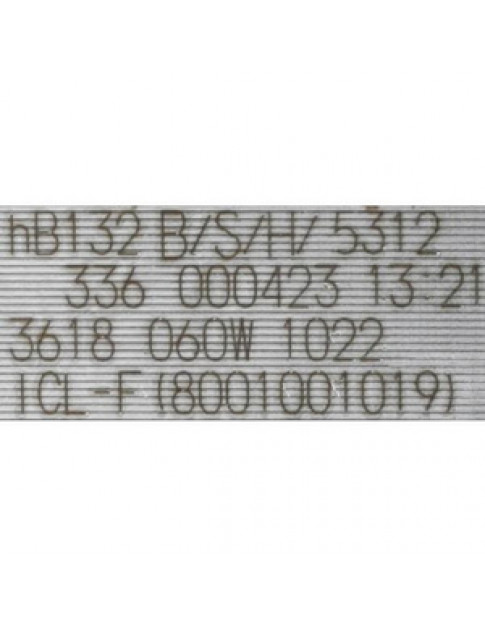 hB132 B/S/H/ 5312
336 000423 13:21
3618 060W 1022
ICL-F (8001001019)